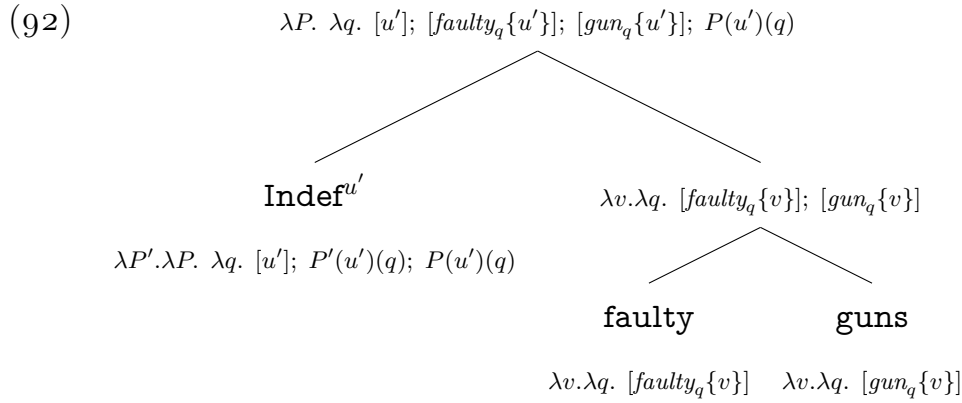 (92)
λP. λq. [u′]; [faulty_q{u′}]; [gun_q{u′}]; P(u′)(q)
Indef^{u′}
λv.λq. [faulty_q{v}]; [gun_q{v}]
λP′.λP. λq. [u′]; P′(u′)(q); P(u′)(q)
faulty guns
λv.λq. [faulty_q{v}] λv.λq. [gun_q{v}]